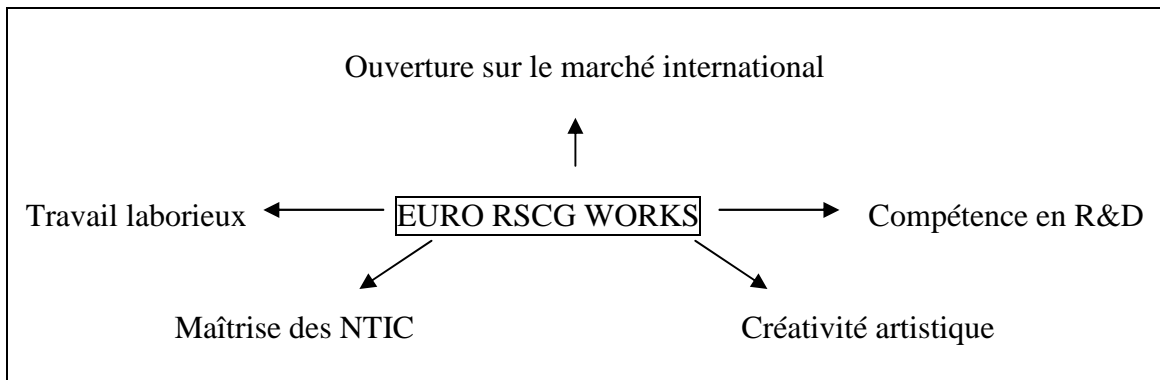 Ouverture sur le marché international
Travail laborieux
EURO RSCG WORKS
Compétence en R&D
Maîtrise des NTIC
Créativité artistique